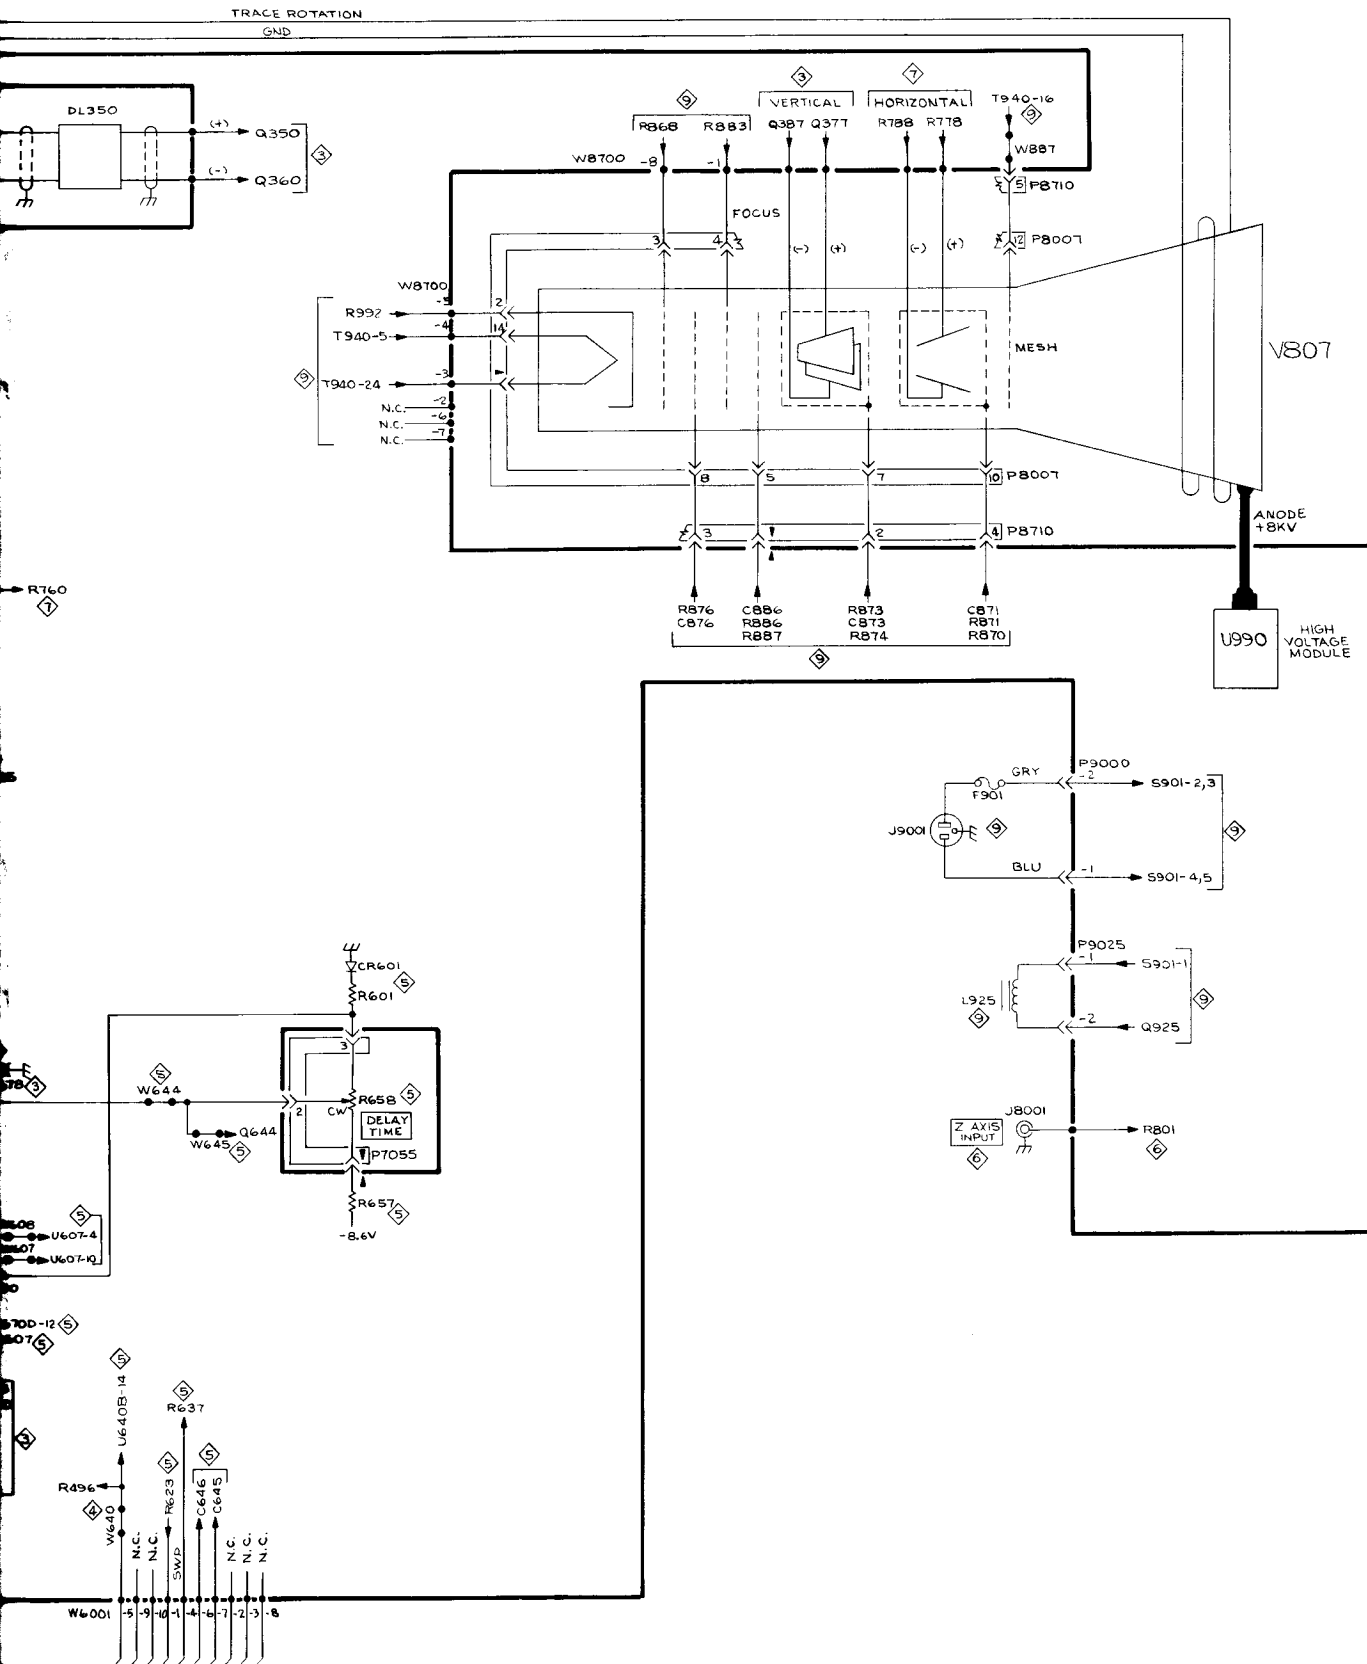 TRACE ROTATION
GND
DL350
(+)
Q350
(-)
Q360
3
9
R868 R883
3
VERTICAL
Q387 Q377
7
HORIZONTAL
R788 R778
T940-16
9
W887
W8700
-8
-1
5
P8710
FOCUS
3
4
(-)
(+)
(-)
(+)
12
P8007
W8700
R992
-5
2
T940-5
-4
14
9
T940-24
-3
1
N.C.
-2
N.C.
-6
N.C.
-7
MESH
V807
8
5
7
10
P8007
3
2
4
P8710
ANODE
+8KV
R876
C876
C886
R886
R887
R873
C873
R874
C871
R871
R870
9
U990
HIGH
VOLTAGE
MODULE
R760
7
GRY
P9000
-2
S901-2,3
F901
J9001
9
9
BLU
-1
S901-4,5
P9025
-1
S901-1
L925
9
9
-2
Q925
J8001
Z AXIS
INPUT
6
R801
6
CR601
5
R601
3
3
5
W644
2
CW
R658
5
DELAY
TIME
W645
Q644
5
P7055
R657
5
-8.6V
5
U607-4
U607-10
70D-12
5
5
3
5
U640B-14
R496
4
W640
N.C.
N.C.
5
R623
SWP
5
R637
5
C646
C645
N.C.
N.C.
N.C.
W6001
-5 -9 -10 -1 -4 -6 -7 -2 -3 -8